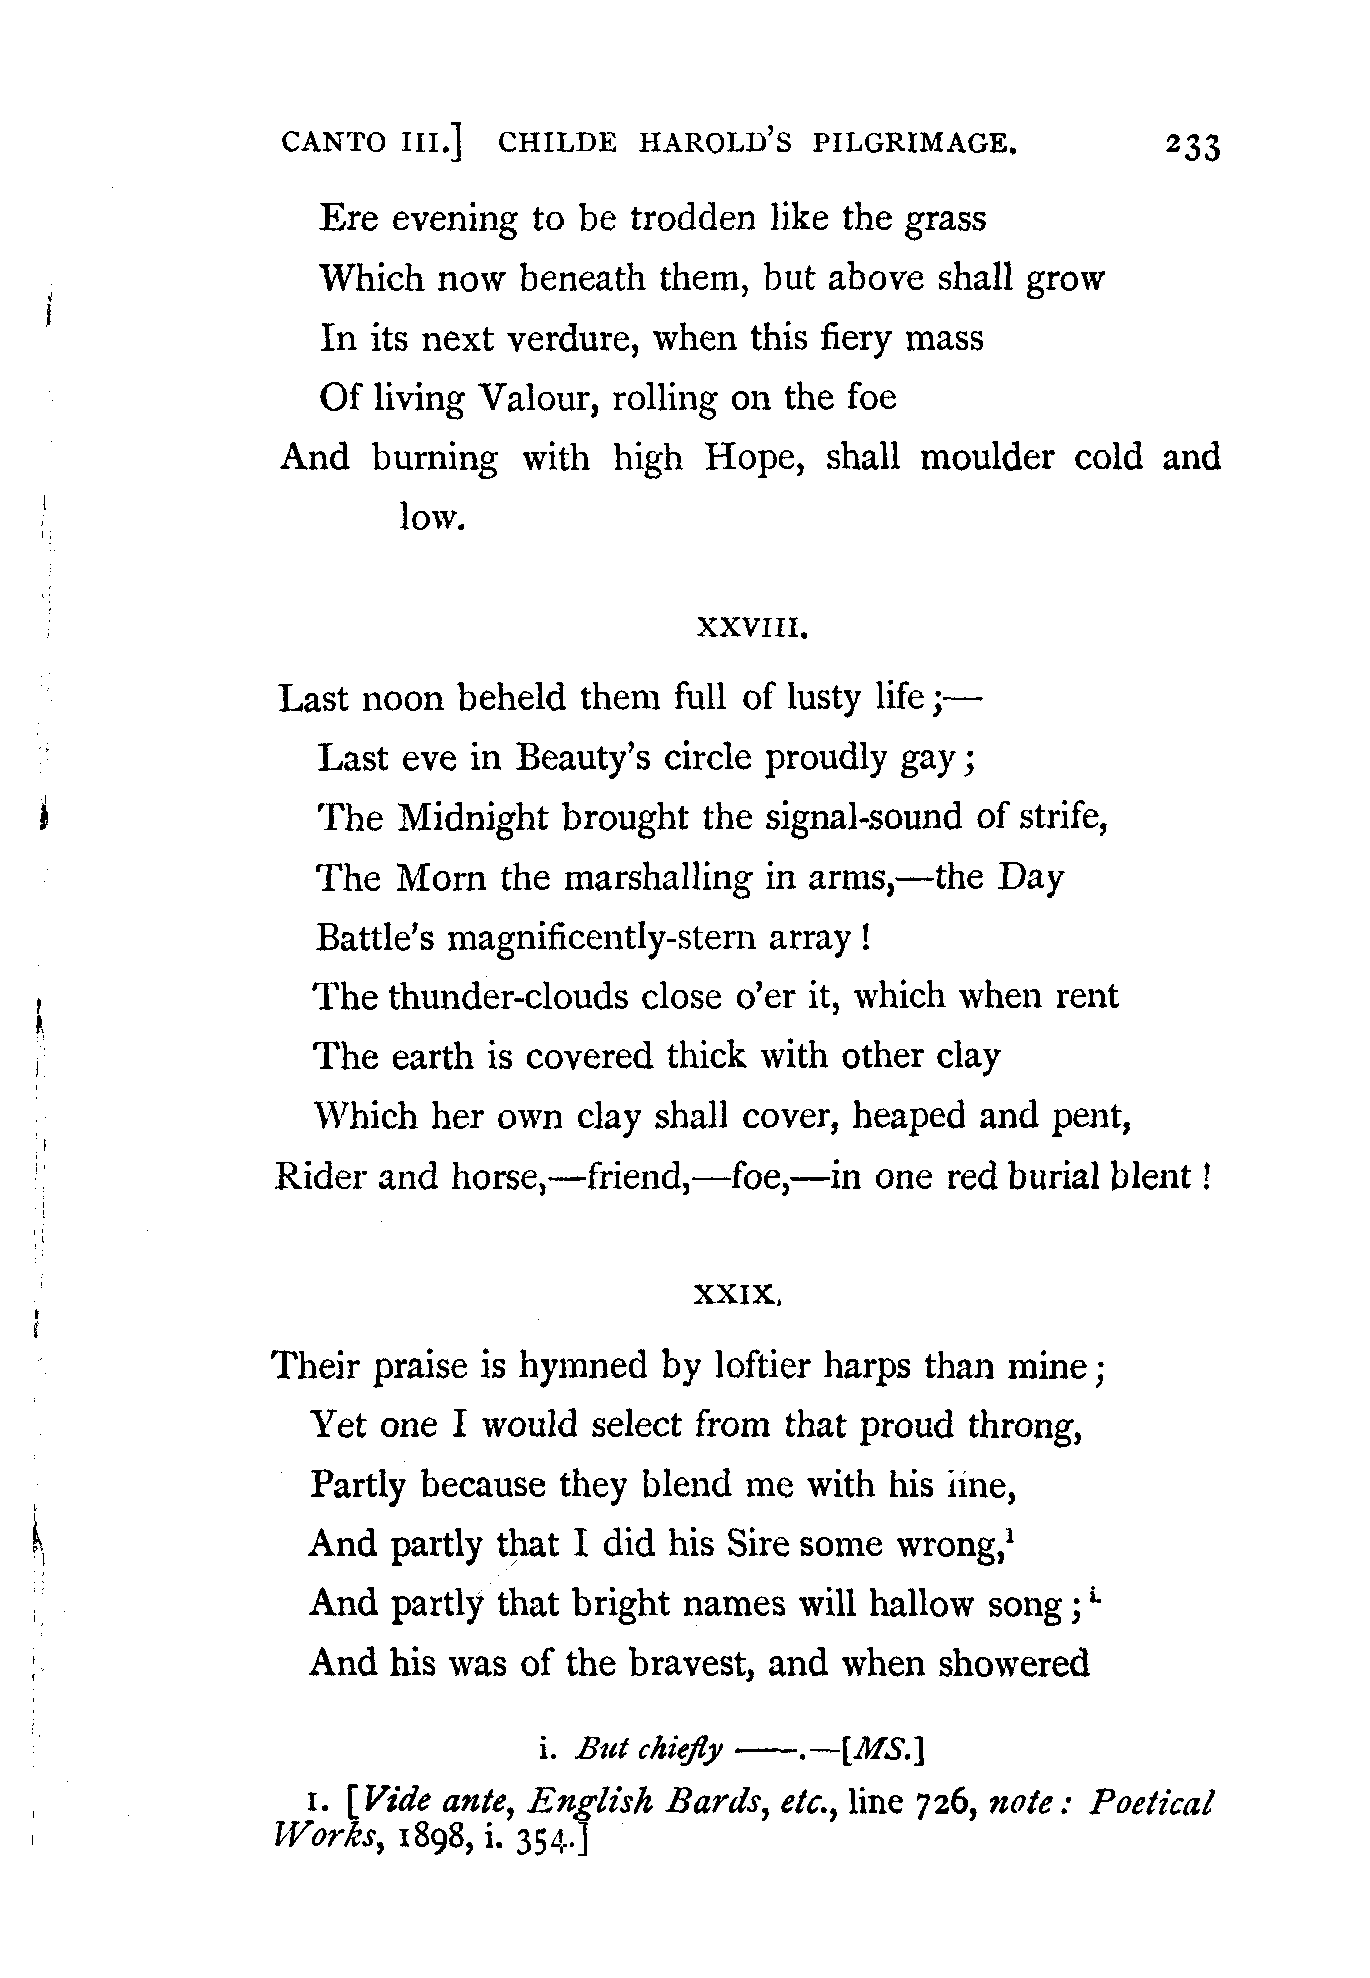 CANTO III.] CHILDE HAROLD'S PILGRIMAGE. 233
Ere evening to be trodden like the grass
Which now beneath them, but above shall grow
In its next verdure, when this fiery mass
Of living Valour, rolling on the foe
And burning with high Hope, shall moulder cold and
low.
XXVIII.
Last noon beheld them full of lusty life;—
Last eve in Beauty's circle proudly gay;
The Midnight brought the signal-sound of strife,
The Morn the marshalling in arms,—the Day
Battle's magnificently-stern array!
The thunder-clouds close o'er it, which when rent
The earth is covered thick with other clay
Which her own clay shall cover, heaped and pent,
Rider and horse,—friend,—foe,—in one red burial blent!
XXIX.
Their praise is hymned by loftier harps than mine;
Yet one I would select from that proud throng,
Partly because they blend me with his line,
And partly that I did his Sire some wrong,¹
And partly that bright names will hallow song; i.
And his was of the bravest, and when showered
i. But chiefly ——.—[MS.]
1. [Vide ante, English Bards, etc., line 726, note: Poetical
Works, 1898, i. 354.]